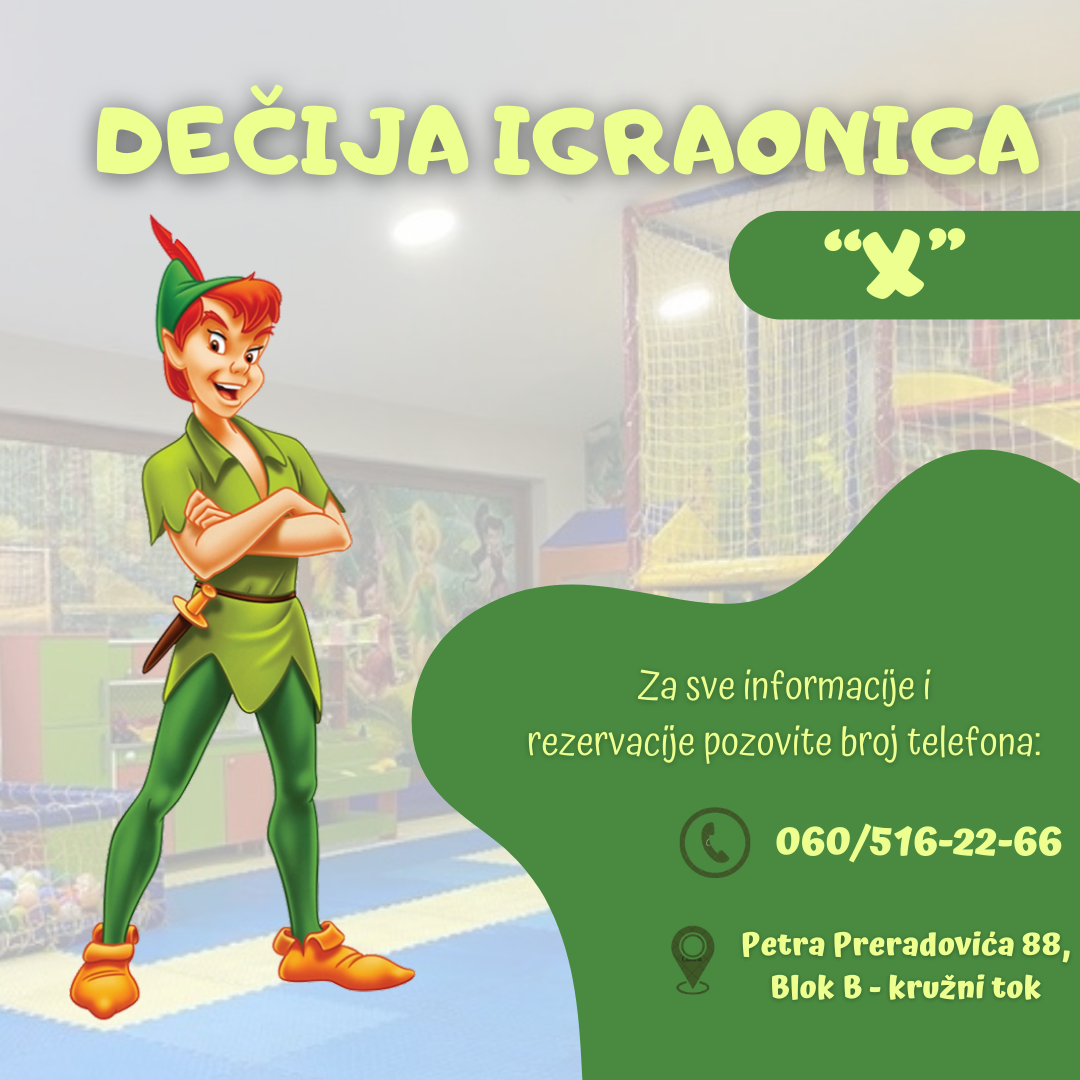 DEČIJA IGRAONICA
“X”
Za sve informacije i
rezervacije pozovite broj telefona:
060/516-22-66
Petra Preradovića 88,
Blok B - kružni tok